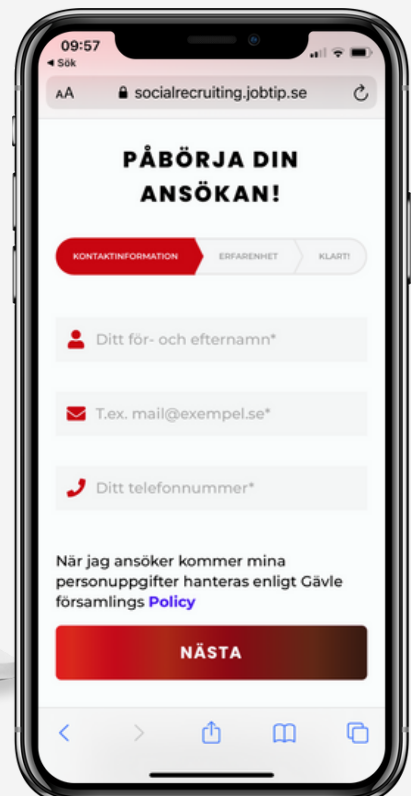 09:57
◀ Sök
AA socialrecruiting.jobtip.se
PÅBÖRJA DIN
ANSÖKAN!
KONTAKTINFORMATION ERFARENHET KLART!
Ditt för- och efternamn*
T.ex. mail@exempel.se*
Ditt telefonnummer*
När jag ansöker kommer mina
personuppgifter hanteras enligt Gävle
församlings Policy
NÄSTA